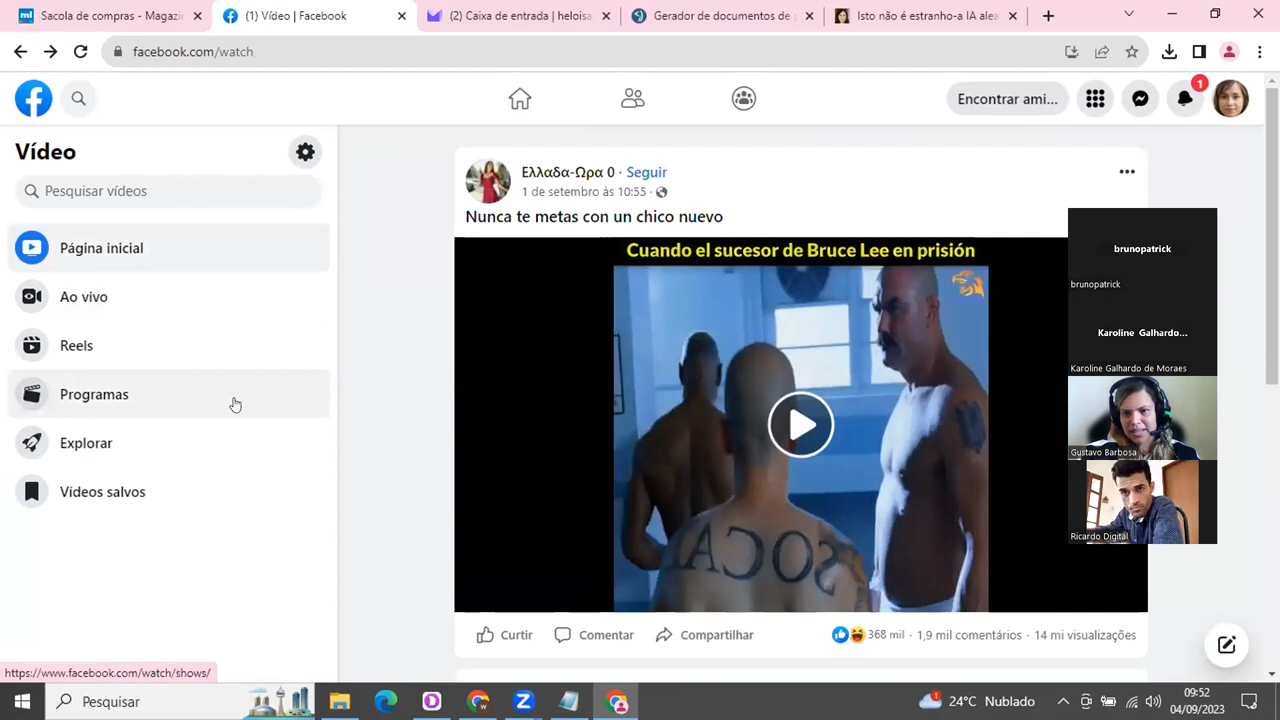 Sacola de compras - Magazi
(1) Vídeo | Facebook
(2) Caixa de entrada | heloisa
Gerador de documentos de
Isto não é estranho-a IA alea
facebook.com/watch
Encontrar ami...
1
Vídeo
Pesquisar vídeos
Página inicial
Ao vivo
Reels
Programas
Explorar
Vídeos salvos
Ελλαδα-Ωρα 0 · Seguir
1 de setembro às 10:55 ·
Nunca te metas con un chico nuevo
Cuando el sucesor de Bruce Lee en prisión
brunopatrick
brunopatrick
Karoline Galhardo...
Karoline Galhardo de Moraes
Gustavo Barbosa
Ricardo Digital
Curtir
Comentar
Compartilhar
368 mil · 1,9 mil comentários · 14 mi visualizações
https://www.facebook.com/watch/shows/
Pesquisar
24°C Nublado
09:52
04/09/2023